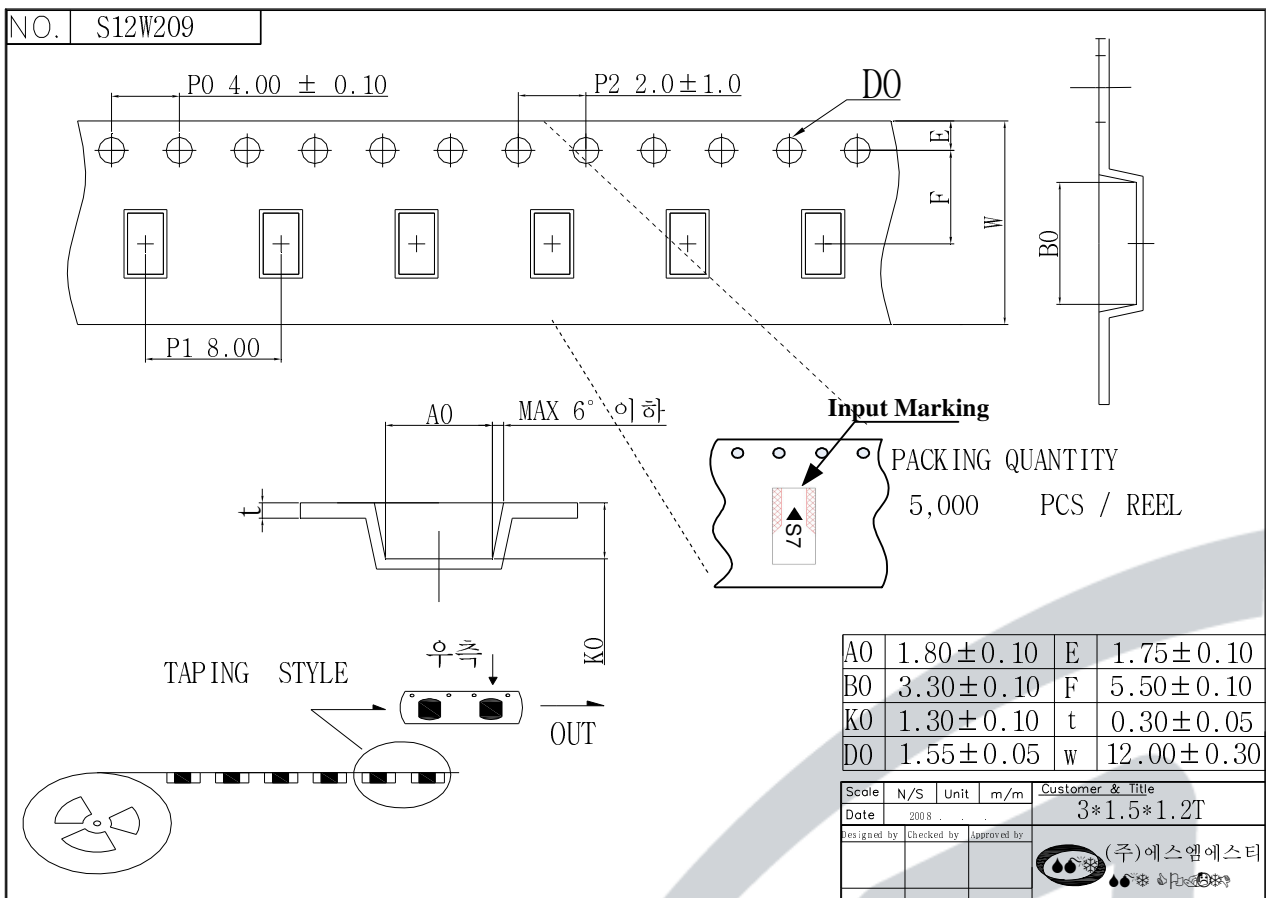 NO. S12W209
P0 4.00 ± 0.10
P2 2.0±1.0
D0
E
F
W
B0
P1 8.00
A0
MAX 6° 이하
Input Marking
PACKING QUANTITY
5,000 PCS / REEL
▲S7
t
K0
우측
TAPING STYLE
OUT
A0 1.80±0.10 E 1.75±0.10
B0 3.30±0.10 F 5.50±0.10
K0 1.30±0.10 t 0.30±0.05
D0 1.55±0.05 w 12.00±0.30
Scale N/S Unit m/m Customer & Title
Date 2008 . . . 3*1.5*1.2T
Designed by Checked by Approved by
(주)에스엠에스티